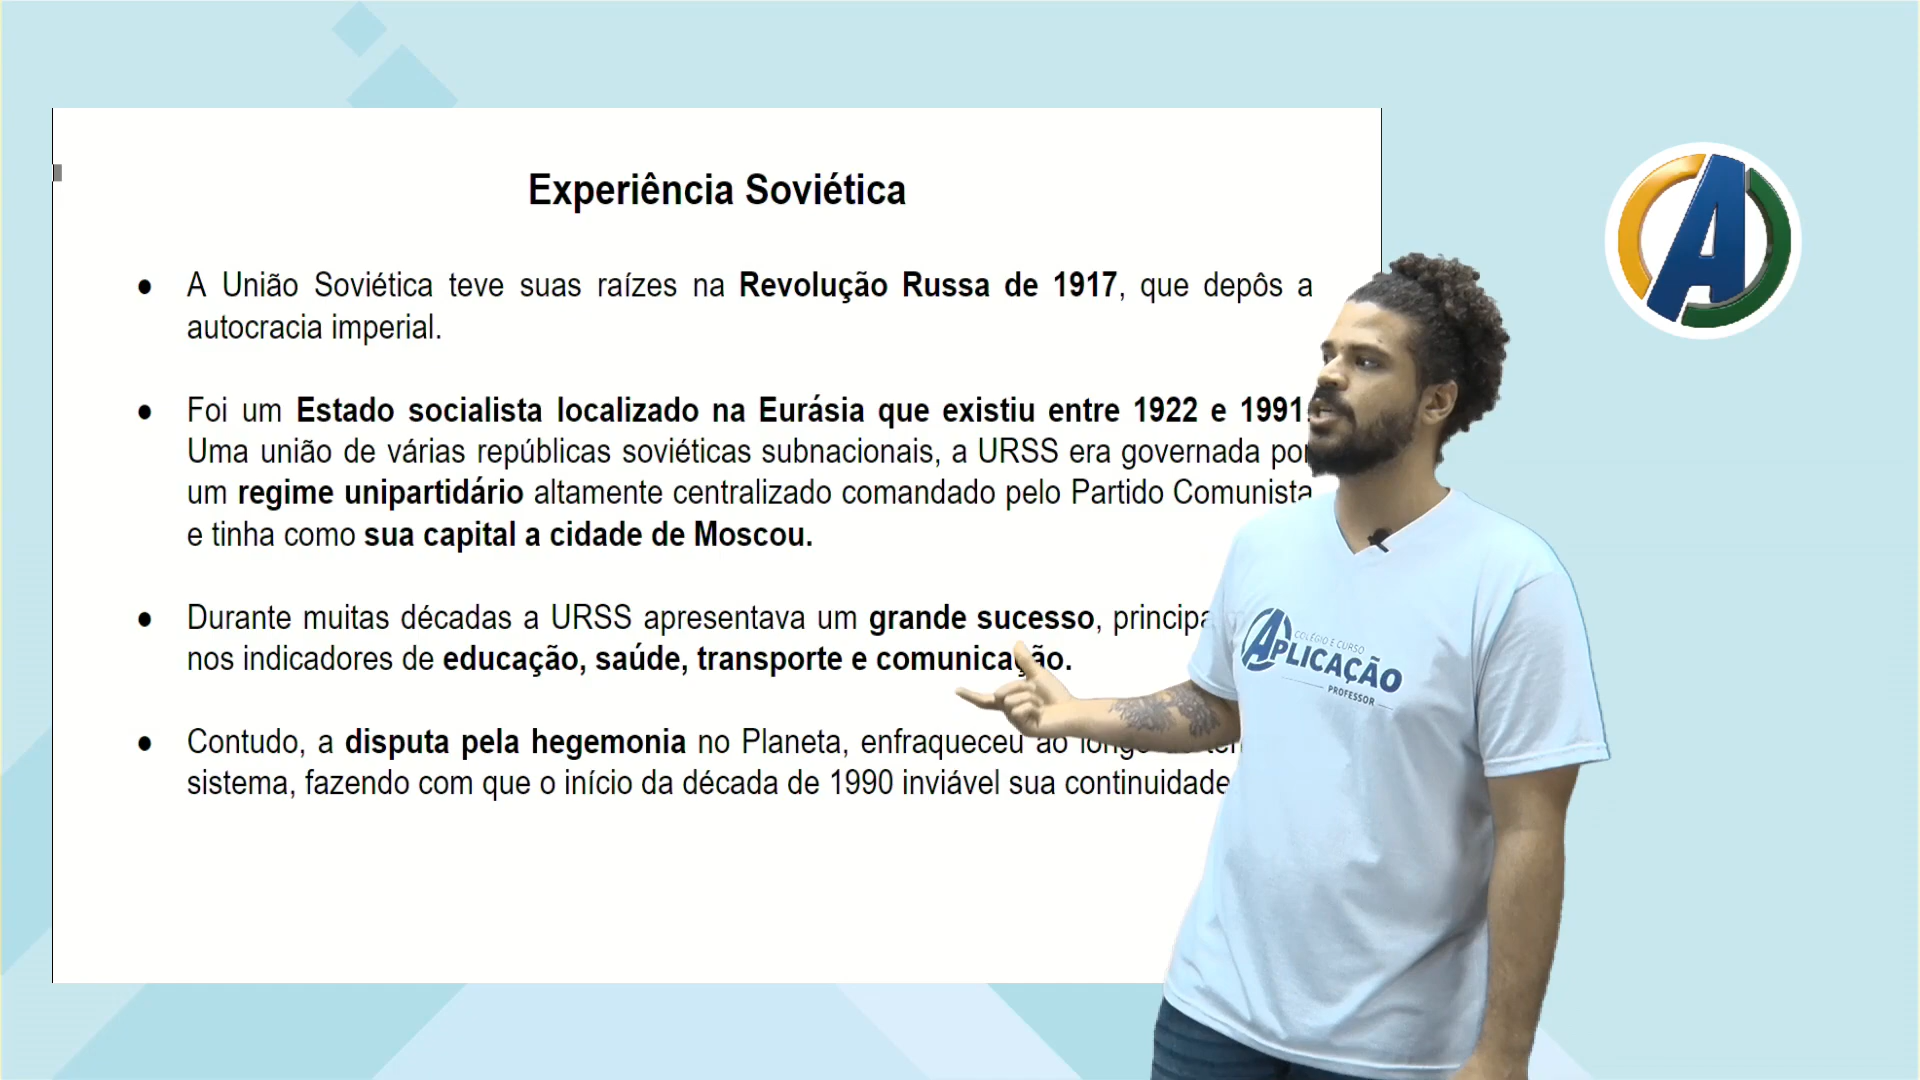 Experiência Soviética
● A União Soviética teve suas raízes na Revolução Russa de 1917, que depôs a
autocracia imperial.
● Foi um Estado socialista localizado na Eurásia que existiu entre 1922 e 1991.
Uma união de várias repúblicas soviéticas subnacionais, a URSS era governada por
um regime unipartidário altamente centralizado comandado pelo Partido Comunista
e tinha como sua capital a cidade de Moscou.
● Durante muitas décadas a URSS apresentava um grande sucesso,
nos indicadores de educação, saúde, transporte e comunicação.
● Contudo, a disputa pela hegemonia no Planeta, enfraqueceu ao longo
sistema, fazendo com que o início da década de 1990 inviável sua continuidade
A
COLÉGIO E CURSO
APLICAÇÃO
PROFESSOR